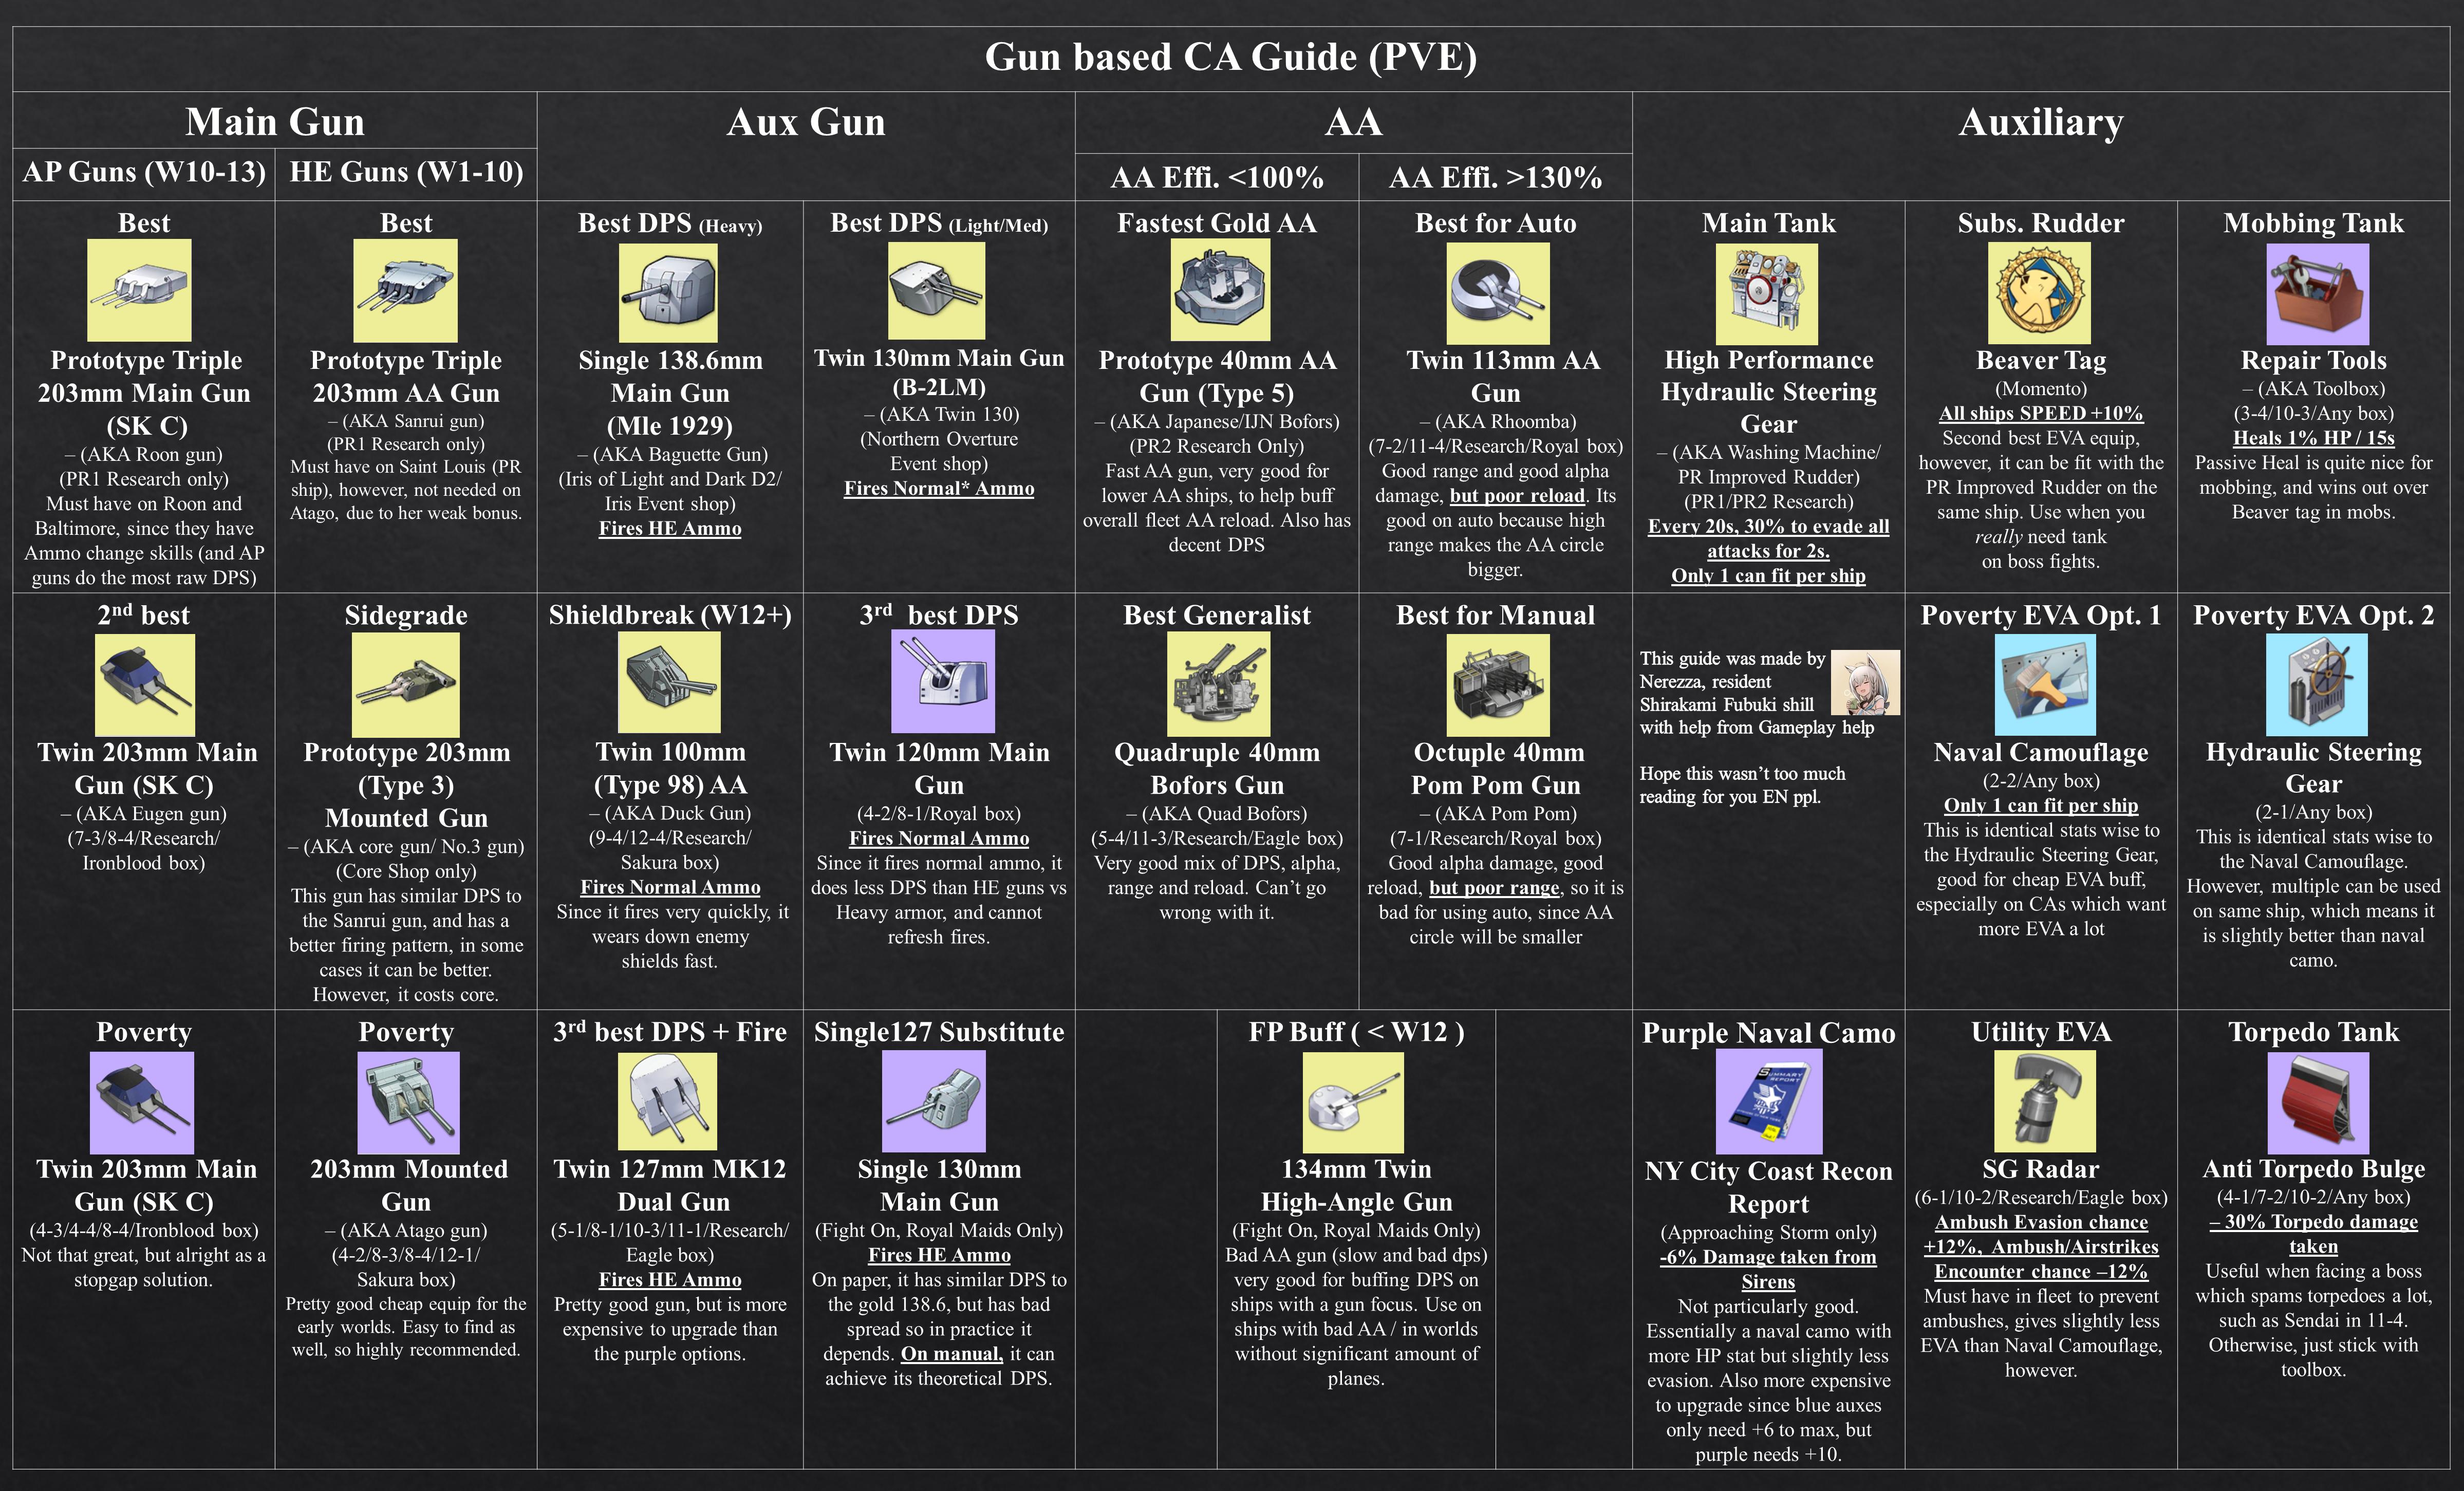 Gun based CA Guide (PVE)
Main Gun
Aux Gun
AA
Auxiliary
AP Guns (W10-13)
HE Guns (W1-10)
AA Effi. <100%
AA Effi. >130%
Best
Prototype Triple
203mm Main Gun
(SK C)
– (AKA Roon gun)
(PR1 Research only)
Must have on Roon and
Baltimore, since they have
Ammo change skills (and AP
guns do the most raw DPS)
Best
Prototype Triple
203mm AA Gun
– (AKA Sanrui gun)
(PR1 Research only)
Must have on Saint Louis (PR
ship), however, not needed on
Atago, due to her weak bonus.
Best DPS (Heavy)
Single 138.6mm
Main Gun
(Mle 1929)
– (AKA Baguette Gun)
(Iris of Light and Dark D2/
Iris Event shop)
Fires HE Ammo
Best DPS (Light/Med)
Twin 130mm Main Gun
(B-2LM)
– (AKA Twin 130)
(Northern Overture
Event shop)
Fires Normal* Ammo
Fastest Gold AA
Prototype 40mm AA
Gun (Type 5)
– (AKA Japanese/IJN Bofors)
(PR2 Research Only)
Fast AA gun, very good for
lower AA ships, to help buff
overall fleet AA reload. Also has
decent DPS
Best for Auto
Twin 113mm AA
Gun
– (AKA Rhoomba)
(7-2/11-4/Research/Royal box)
Good range and good alpha
damage, but poor reload. Its
good on auto because high
range makes the AA circle
bigger.
Main Tank
High Performance
Hydraulic Steering
Gear
– (AKA Washing Machine/
PR Improved Rudder)
(PR1/PR2 Research)
Every 20s, 30% to evade all
attacks for 2s.
Only 1 can fit per ship
Subs. Rudder
Beaver Tag
(Momento)
All ships SPEED +10%
Second best EVA equip,
however, it can be fit with the
PR Improved Rudder on the
same ship. Use when you
really need tank
on boss fights.
Mobbing Tank
Repair Tools
– (AKA Toolbox)
(3-4/10-3/Any box)
Heals 1% HP / 15s
Passive Heal is quite nice for
mobbing, and wins out over
Beaver tag in mobs.
2nd best
Twin 203mm Main
Gun (SK C)
– (AKA Eugen gun)
(7-3/8-4/Research/
Ironblood box)
Sidegrade
Prototype 203mm
(Type 3)
Mounted Gun
– (AKA core gun/ No.3 gun)
(Core Shop only)
This gun has similar DPS to
the Sanrui gun, and has a
better firing pattern, in some
cases it can be better.
However, it costs core.
Shieldbreak (W12+)
Twin 100mm
(Type 98) AA
– (AKA Duck Gun)
(9-4/12-4/Research/
Sakura box)
Fires Normal Ammo
Since it fires very quickly, it
wears down enemy
shields fast.
3rd best DPS
Twin 120mm Main
Gun
(4-2/8-1/Royal box)
Fires Normal Ammo
Since it fires normal ammo, it
does less DPS than HE guns vs
Heavy armor, and cannot
refresh fires.
Best Generalist
Quadruple 40mm
Bofors Gun
– (AKA Quad Bofors)
(5-4/11-3/Research/Eagle box)
Very good mix of DPS, alpha,
range and reload. Can't go
wrong with it.
Best for Manual
Octuple 40mm
Pom Pom Gun
– (AKA Pom Pom)
(7-1/Research/Royal box)
Good alpha damage, good
reload, but poor range, so it is
bad for using auto, since AA
circle will be smaller
This guide was made by
Nerezza, resident
Shirakami Fubuki shill
with help from Gameplay help
Hope this wasn't too much
reading for you EN ppl.
Poverty EVA Opt. 1
Naval Camouflage
(2-2/Any box)
Only 1 can fit per ship
This is identical stats wise to
the Hydraulic Steering Gear,
good for cheap EVA buff,
especially on CAs which want
more EVA a lot
Poverty EVA Opt. 2
Hydraulic Steering
Gear
(2-1/Any box)
This is identical stats wise to
the Naval Camouflage.
However, multiple can be used
on same ship, which means it
is slightly better than naval
camo.
Poverty
Twin 203mm Main
Gun (SK C)
(4-3/4-4/8-4/Ironblood box)
Not that great, but alright as a
stopgap solution.
Poverty
203mm Mounted
Gun
– (AKA Atago gun)
(4-2/8-3/8-4/12-1/
Sakura box)
Pretty good cheap equip for the
early worlds. Easy to find as
well, so highly recommended.
3rd best DPS + Fire
Twin 127mm MK12
Dual Gun
(5-1/8-1/10-3/11-1/Research/
Eagle box)
Fires HE Ammo
Pretty good gun, but is more
expensive to upgrade than
the purple options.
Single127 Substitute
Single 130mm
Main Gun
(Fight On, Royal Maids Only)
Fires HE Ammo
On paper, it has similar DPS to
the gold 138.6, but has bad
spread so in practice it
depends. On manual, it can
achieve its theoretical DPS.
FP Buff ( < W12 )
134mm Twin
High-Angle Gun
(Fight On, Royal Maids Only)
Bad AA gun (slow and bad dps)
very good for buffing DPS on
ships with a gun focus. Use on
ships with bad AA / in worlds
without significant amount of
planes.
Purple Naval Camo
SUMMARY
REPORT
NY City Coast Recon
Report
(Approaching Storm only)
-6% Damage taken from
Sirens
Not particularly good.
Essentially a naval camo with
more HP stat but slightly less
evasion. Also more expensive
to upgrade since blue auxes
only need +6 to max, but
purple needs +10.
Utility EVA
SG Radar
(6-1/10-2/Research/Eagle box)
Ambush Evasion chance
+12%, Ambush/Airstrikes
Encounter chance –12%
Must have in fleet to prevent
ambushes, gives slightly less
EVA than Naval Camouflage,
however.
Torpedo Tank
Anti Torpedo Bulge
(4-1/7-2/10-2/Any box)
– 30% Torpedo damage
taken
Useful when facing a boss
which spams torpedoes a lot,
such as Sendai in 11-4.
Otherwise, just stick with
toolbox.